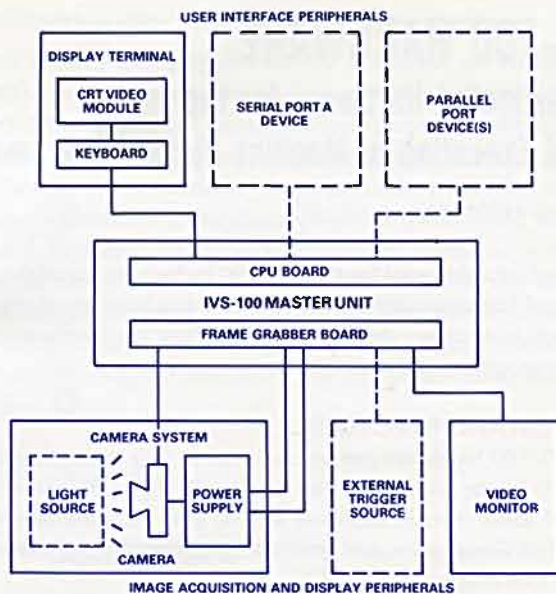 USER INTERFACE PERIPHERALS
DISPLAY TERMINAL
CRT VIDEO
MODULE
KEYBOARD
SERIAL PORT A
DEVICE
PARALLEL
PORT
DEVICE(S)
CPU BOARD
IVS-100 MASTER UNIT
FRAME GRABBER BOARD
CAMERA SYSTEM
LIGHT
SOURCE
POWER
SUPPLY
CAMERA
EXTERNAL
TRIGGER
SOURCE
VIDEO
MONITOR
IMAGE ACQUISITION AND DISPLAY PERIPHERALS